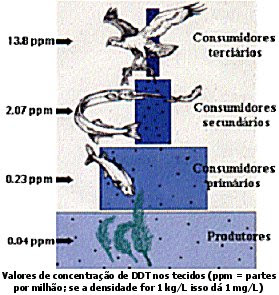 13.8 ppm
Consumidores
terciários
2.07 ppm
Consumidores
secundários
0.23 ppm
Consumidores
primários
0.04 ppm
Produtores
Valores de concentração de DDT nos tecidos (ppm = partes
por milhão; se a densidade for 1 kg/L isso dá 1 mg/L)